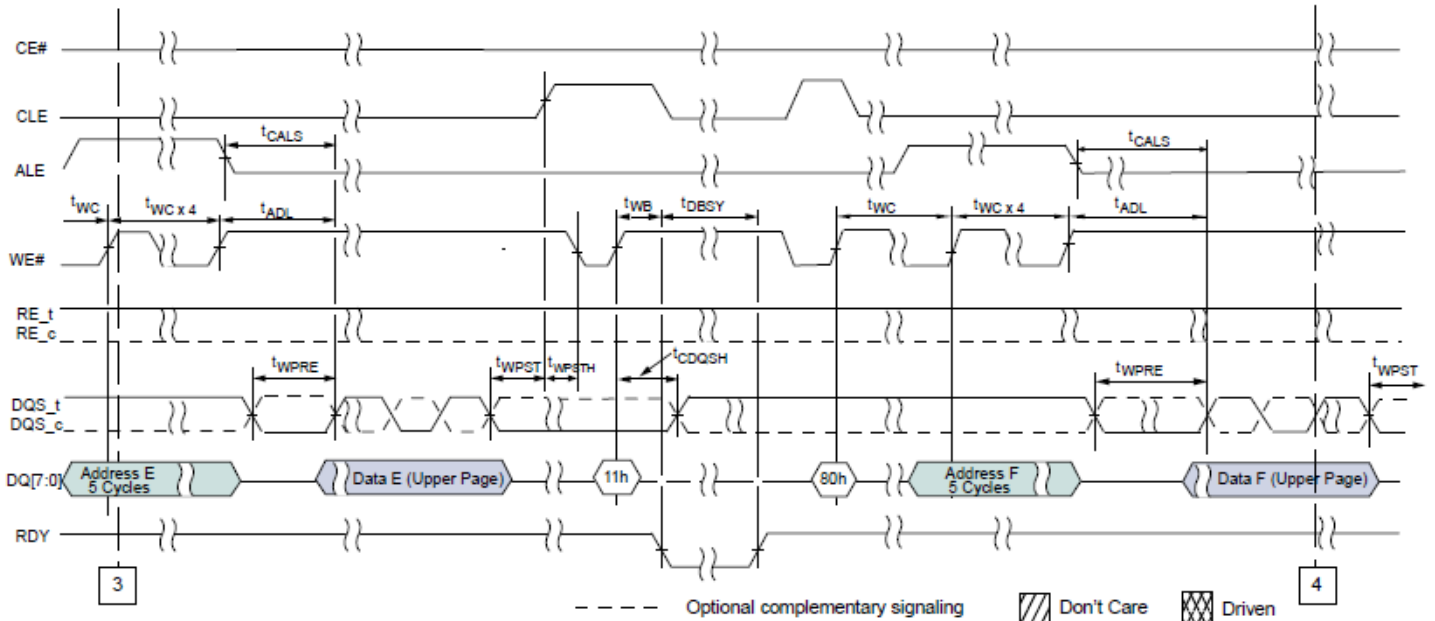 CE#
CLE
tCALS
tCALS
ALE
tWC
tWC x 4
tADL
tWB
tDBSY
tWC
tWC x 4
tADL
WE#
RE_t
RE_c
tWPRE
tWPST
tWPSTH
tCDQSH
tWPRE
tWPST
DQS_t
DQS_c
DQ[7:0]
Address E
5 Cycles
Data E (Upper Page)
11h
80h
Address F
5 Cycles
Data F (Upper Page)
RDY
3
4
Optional complementary signaling
Don't Care
Driven